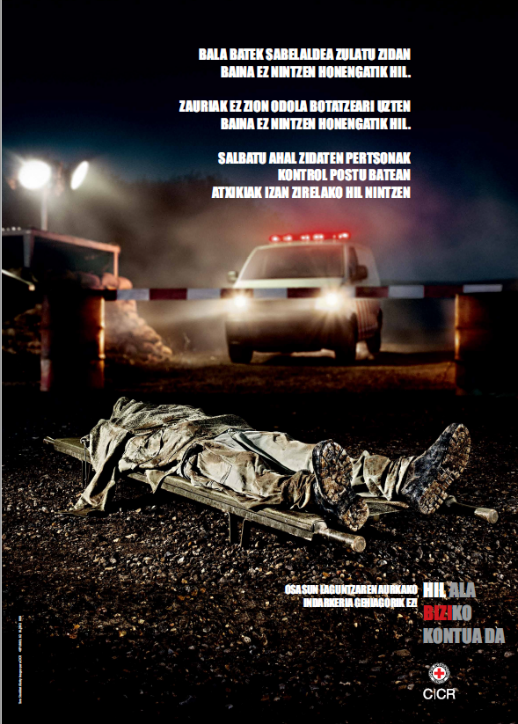 BALA BATEK SABELALDEA ZULATU ZIDAN
BAINA EZ NINTZEN HONENGATIK HIL.
ZAURIAK EZ ZION ODOLA BOTATZEARI UZTEN
BAINA EZ NINTZEN HONENGATIK HIL.
SALBATU AHAL ZIDATEN PERTSONAK
KONTROL POSTU BATEAN
ATXIKIAK IZAN ZIRELAKO HIL NINTZEN
OSASUN LAGUNTZAREN AURKAKO
INDARKERIA GEHIAGORIK EZ!
HIL ALA
BIZIKO
KONTUA DA
CICR